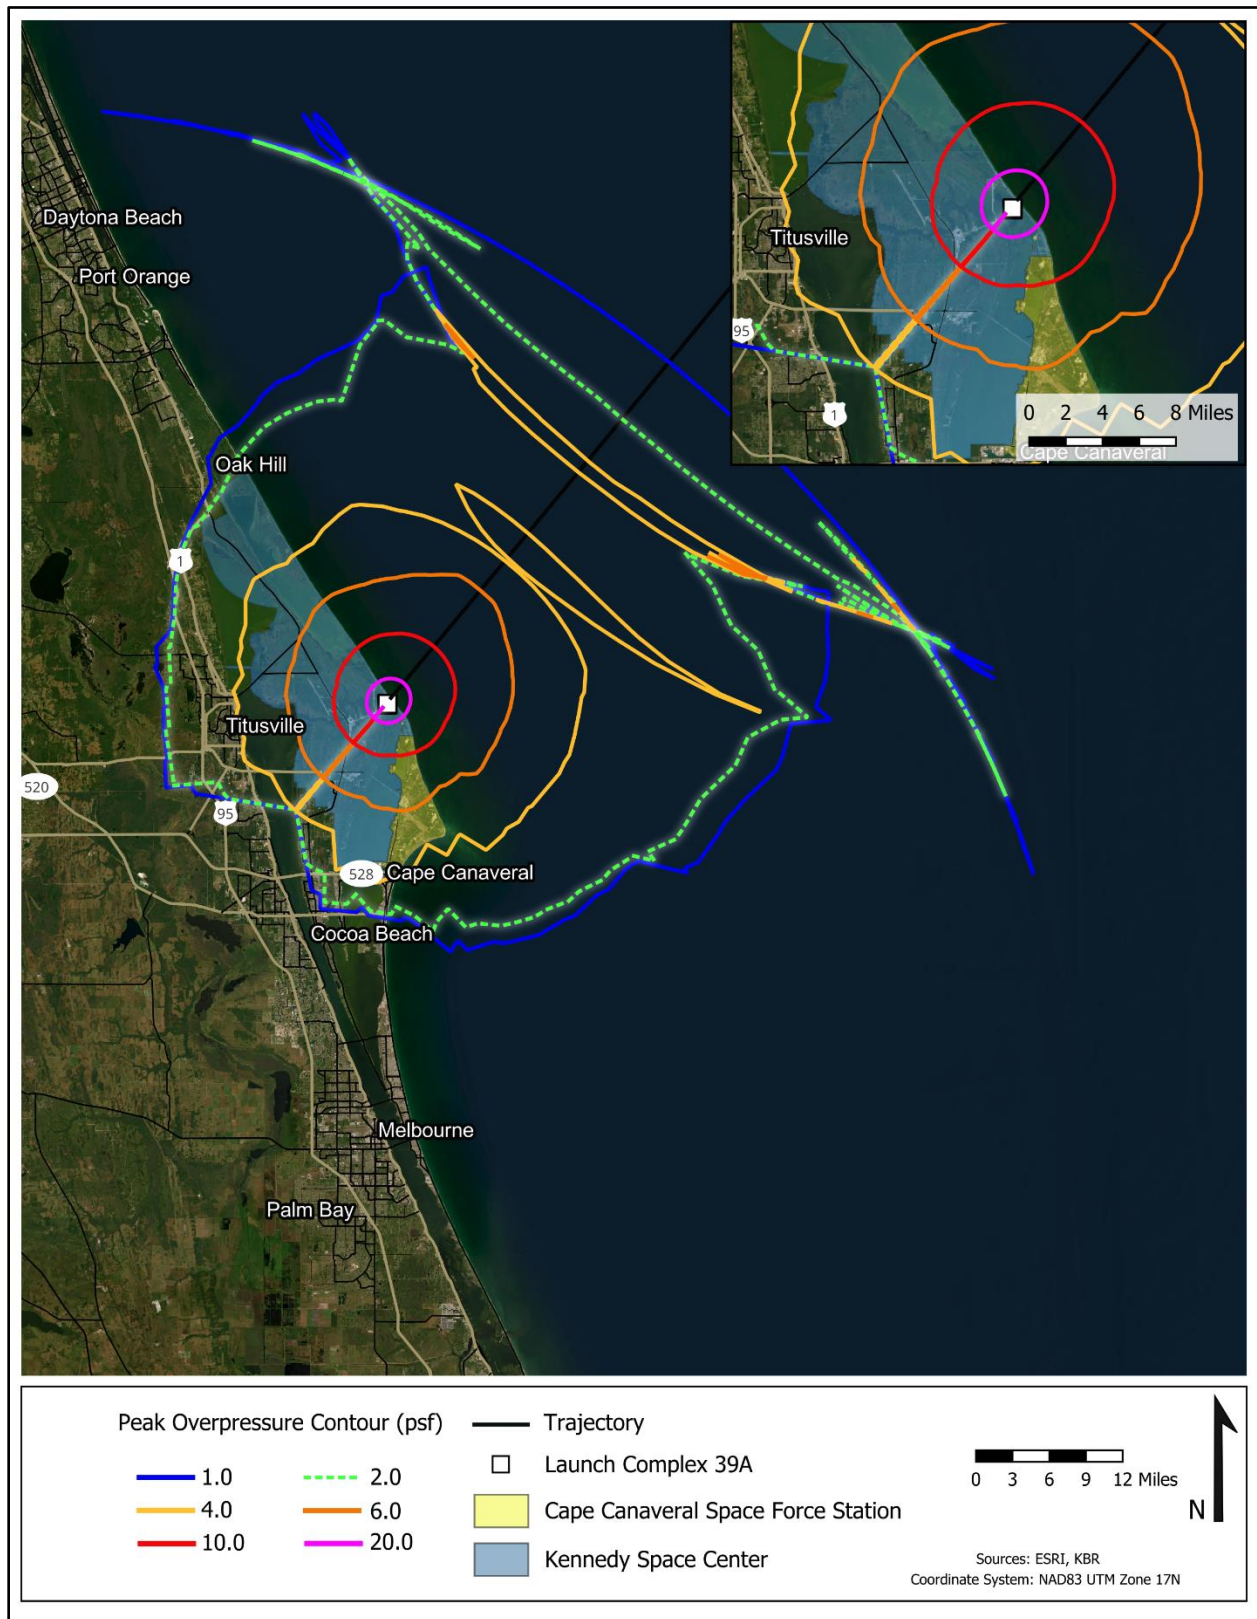 Daytona Beach
Port Orange
Oak Hill
1
Titusville
520
95
528
Cape Canaveral
Cocoa Beach
Melbourne
Palm Bay
Titusville
95
1
0 2 4 6 8 Miles
Cape Canaveral
Peak Overpressure Contour (psf)
1.0
2.0
4.0
6.0
10.0
20.0
Trajectory
Launch Complex 39A
Cape Canaveral Space Force Station
Kennedy Space Center
0 3 6 9 12 Miles
N
Sources: ESRI, KBR
Coordinate System: NAD83 UTM Zone 17N